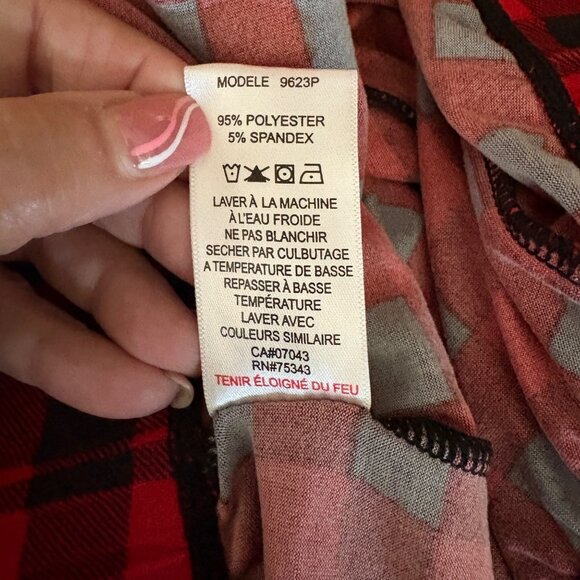 MODELE 9623P
95% POLYESTER
5% SPANDEX
LAVER À LA MACHINE
À L'EAU FROIDE
NE PAS BLANCHIR
SECHER PAR CULBUTAGE
A TEMPERATURE DE BASSE
REPASSER À BASSE
TEMPÉRATURE
LAVER AVEC
COULEURS SIMILAIRE
CA#07043
RN#75343
TENIR ÉLOIGNÉ DU FEU